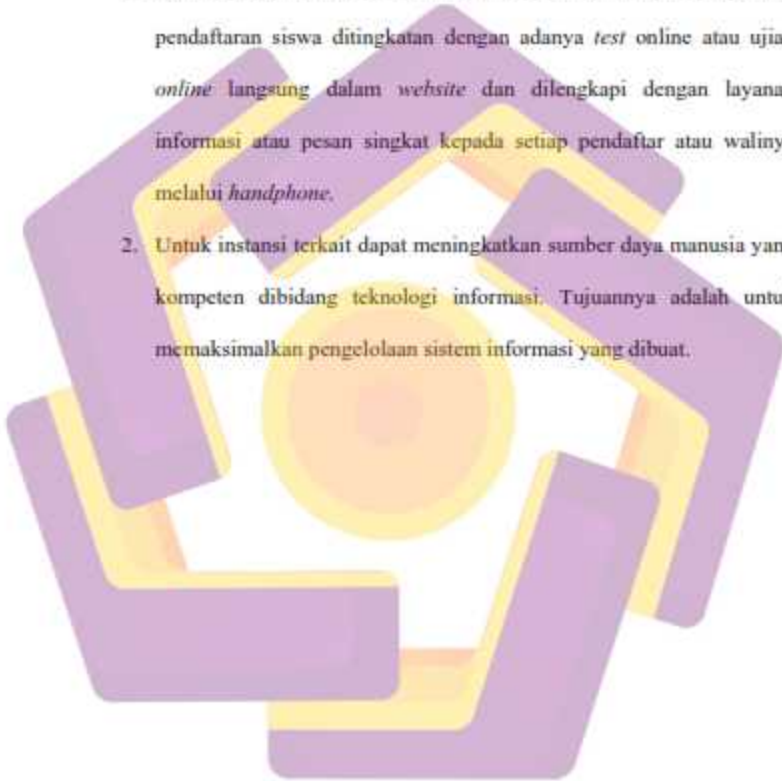 pendaftaran siswa ditingkatan dengan adanya test online atau ujia
online langsung dalam website dan dilengkapi dengan layana
informasi atau pesan singkat kepada setiap pendaftar atau waliny
melalui handphone.
2. Untuk instansi terkait dapat meningkatkan sumber daya manusia yan
kompeten dibidang teknologi informasi. Tujuannya adalah untu
memaksimalkan pengelolaan sistem informasi yang dibuat.